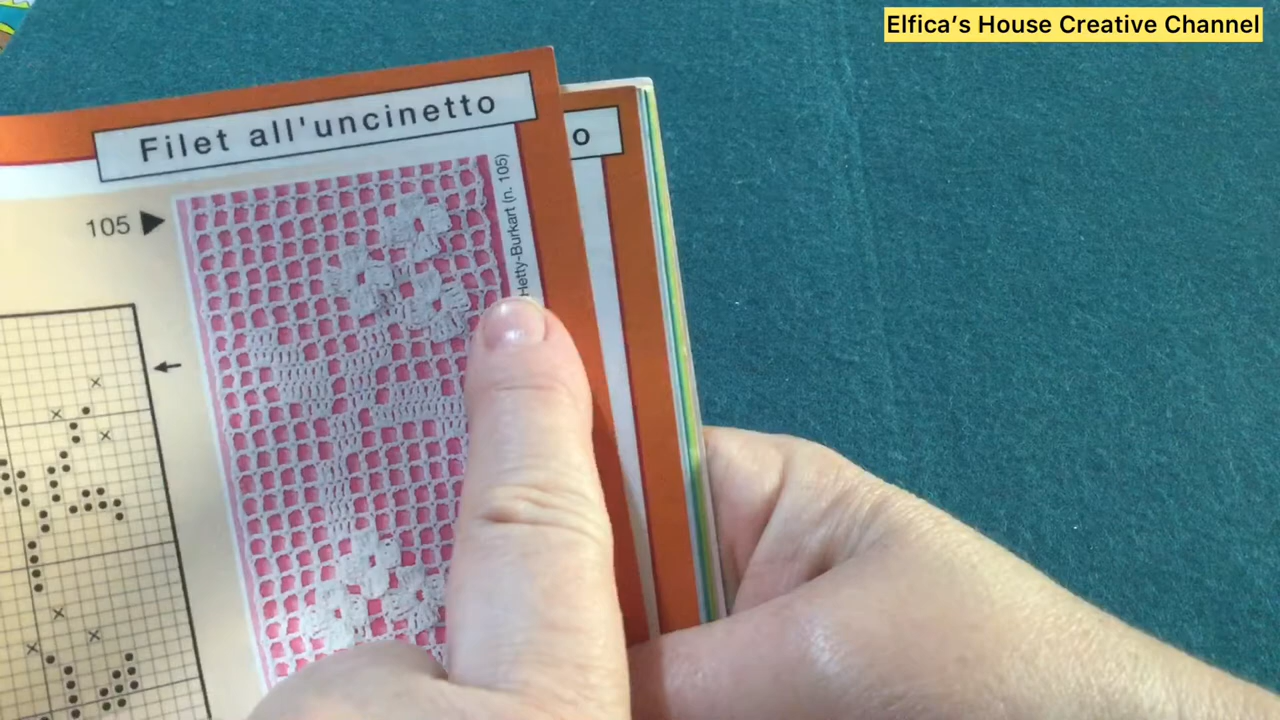 Elfica's House Creative Channel
Filet all'uncinetto
o
105
Hetty-Burkart (n. 105)